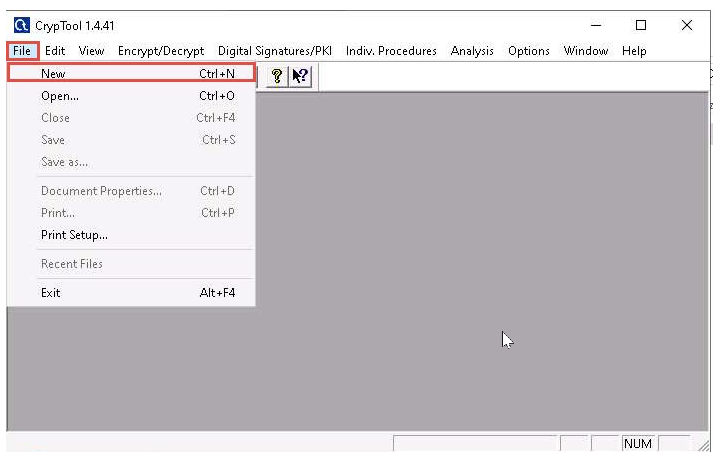 CrypTool 1.4.41
File Edit View Encrypt/Decrypt Digital Signatures/PKI Indiv. Procedures Analysis Options Window Help
New Ctrl+N
Open... Ctrl+O
Close Ctrl+F4
Save Ctrl+S
Save as...
Document Properties... Ctrl+D
Print... Ctrl+P
Print Setup...
Recent Files
Exit Alt+F4
NUM